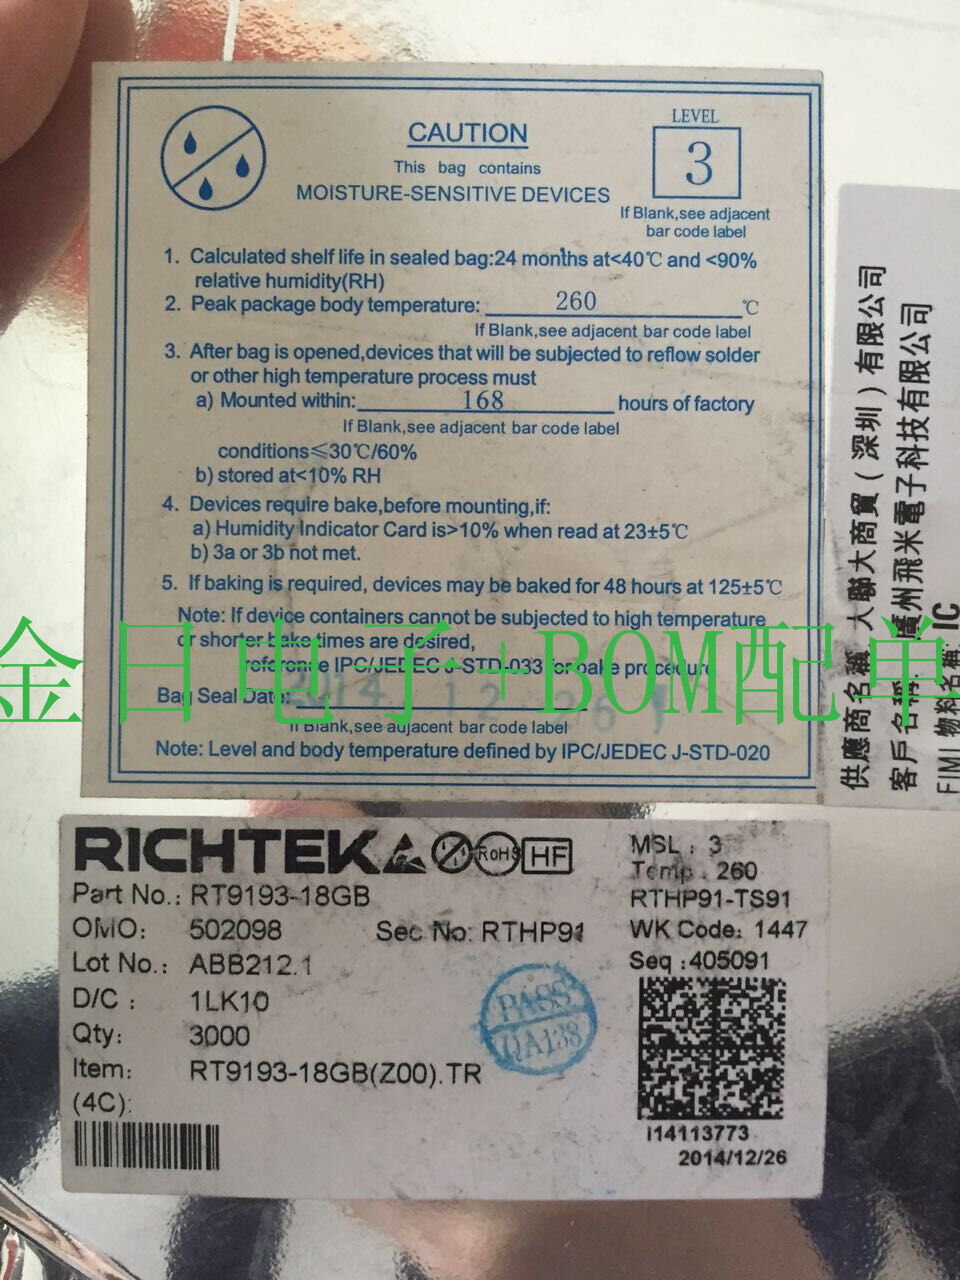 CAUTION
This bag contains
MOISTURE-SENSITIVE DEVICES
LEVEL
3
If Blank,see adjacent
bar code label
1. Calculated shelf life in sealed bag:24 months at<40℃ and <90%
relative humidity(RH)
2. Peak package body temperature: 260 ℃
If Blank,see adjacent bar code label
3. After bag is opened,devices that will be subjected to reflow solder
or other high temperature process must
a) Mounted within: 168 hours of factory
If Blank,see adjacent bar code label
conditions≤30℃/60%
b) stored at<10% RH
4. Devices require bake,before mounting,if:
a) Humidity Indicator Card is>10% when read at 23±5℃
b) 3a or 3b not met.
5. If baking is required, devices may be baked for 48 hours at 125±5℃
Note: If device containers cannot be subjected to high temperature
or shorter bake times are desired,
reference IPC/JEDEC J-STD-033 for bake procedure
Bag Seal Date: 2014 12 26
If Blank,see adjacent bar code label
Note: Level and body temperature defined by IPC/JEDEC J-STD-020
金日电子+BOM配单
供應商名稱: 大聯大商貿(深圳)有限公司
客戶名稱: 廣州飛米電子科技有限公司
FIMI 物料名稱: IC
RICHTEK RoHS HF
Part No.: RT9193-18GB
OMO: 502098 Sec No: RTHP91
Lot No.: ABB212.1
D/C : 1LK10
Qty: 3000
Item: RT9193-18GB(Z00).TR
(4C):
MSL : 3
Temp : 260
RTHP91-TS91
WK Code: 1447
Seq :405091
PASS
QA138
I14113773
2014/12/26